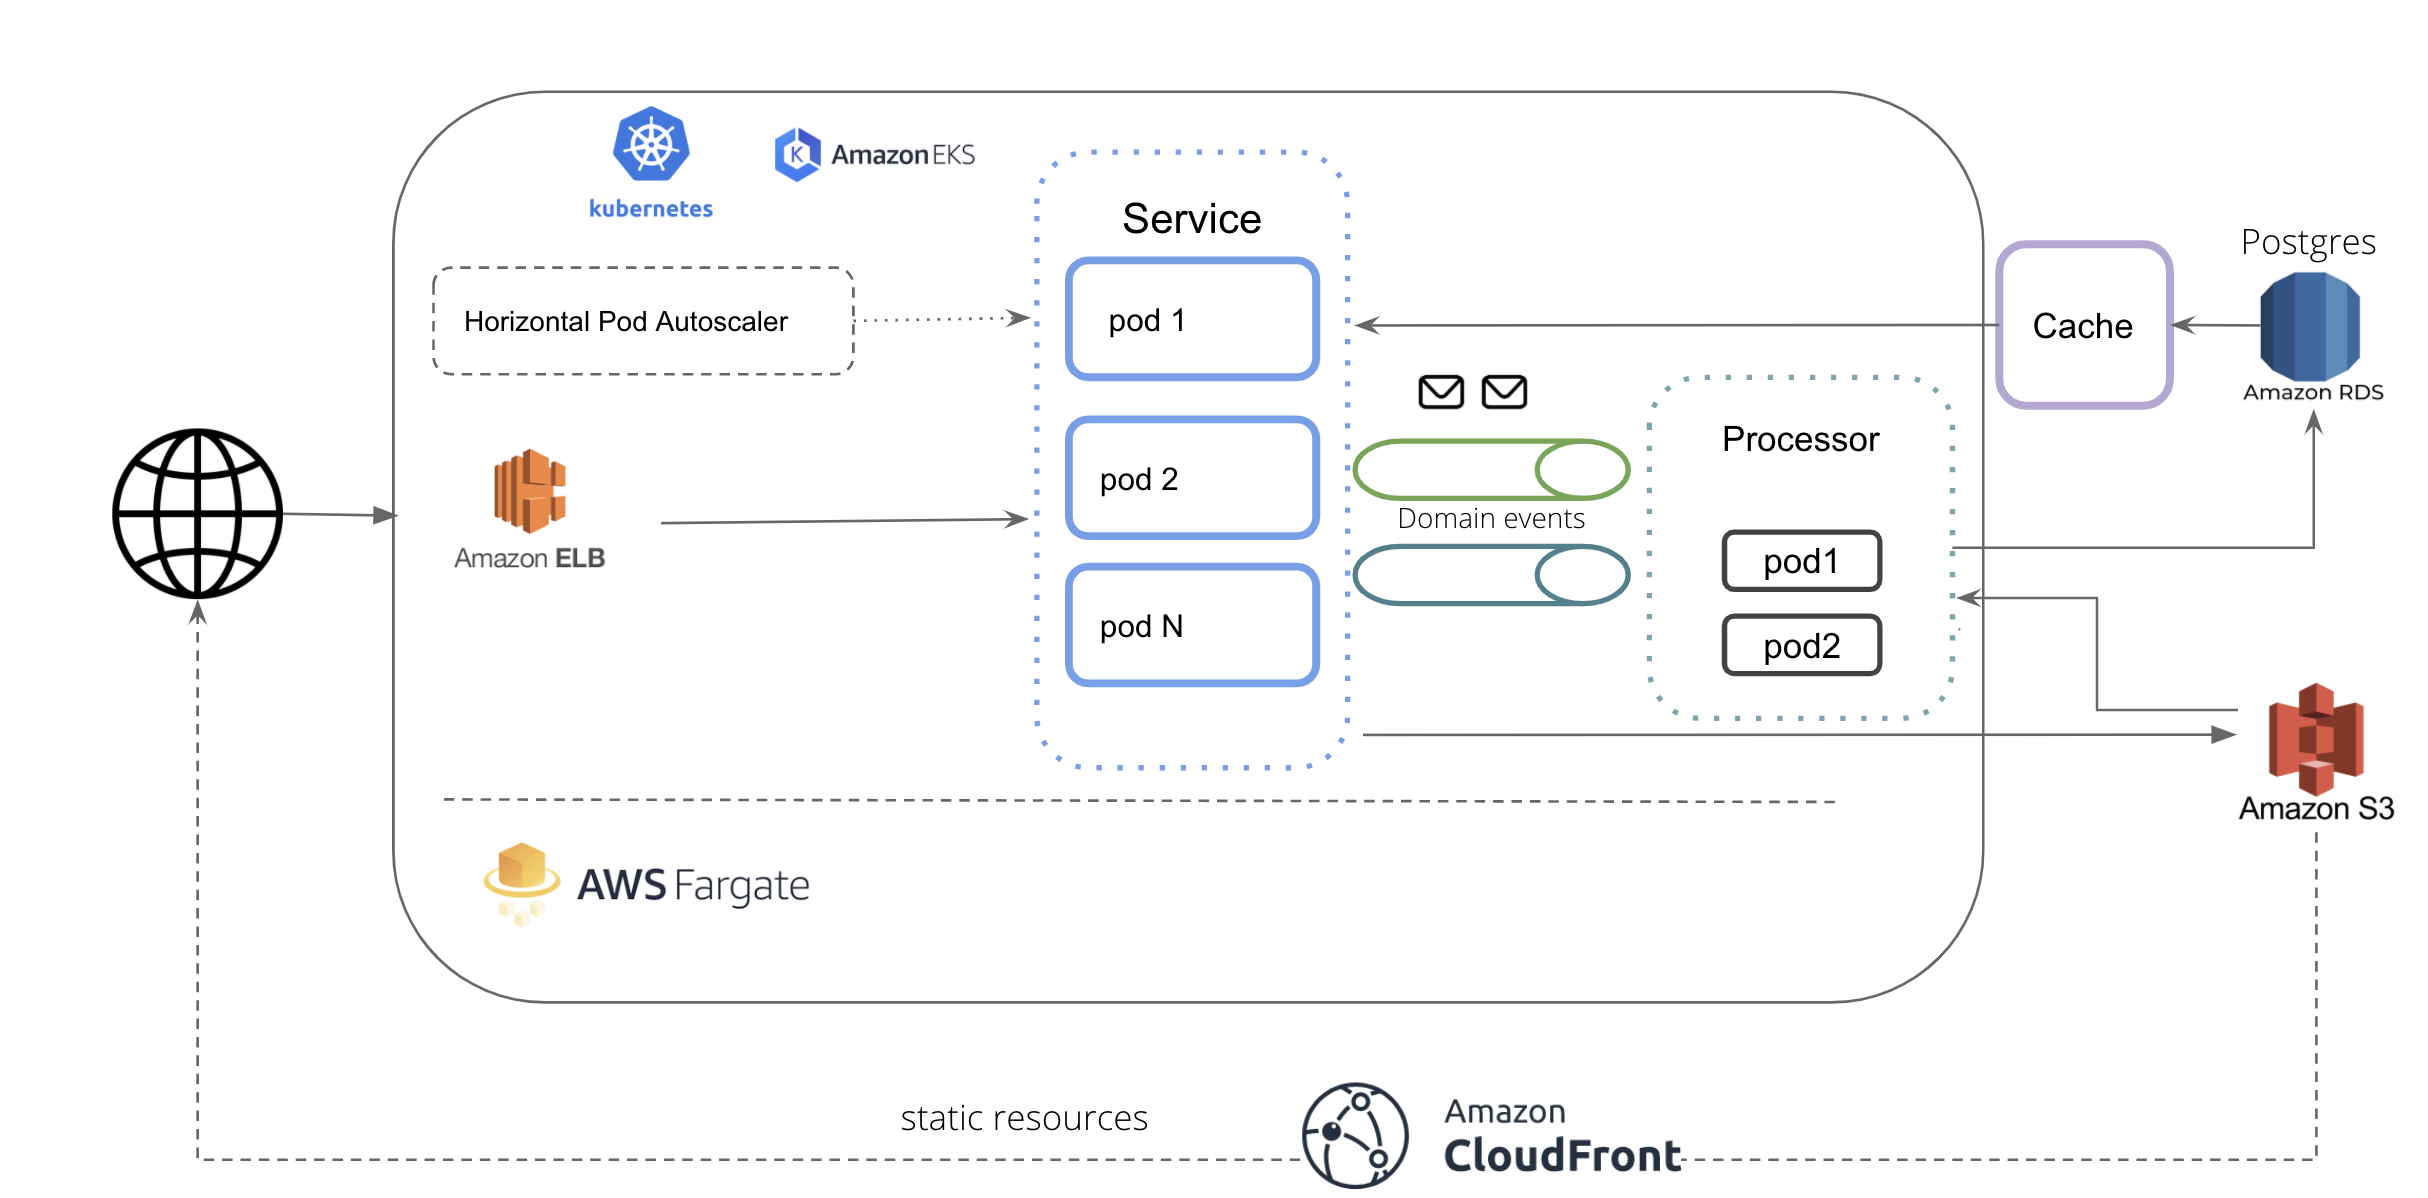 kubernetes
Amazon EKS
Service
Horizontal Pod Autoscaler
pod 1
pod 2
pod N
Amazon ELB
Domain events
Processor
pod1
pod2
Cache
Postgres
Amazon RDS
Amazon S3
AWS Fargate
static resources
Amazon
CloudFront